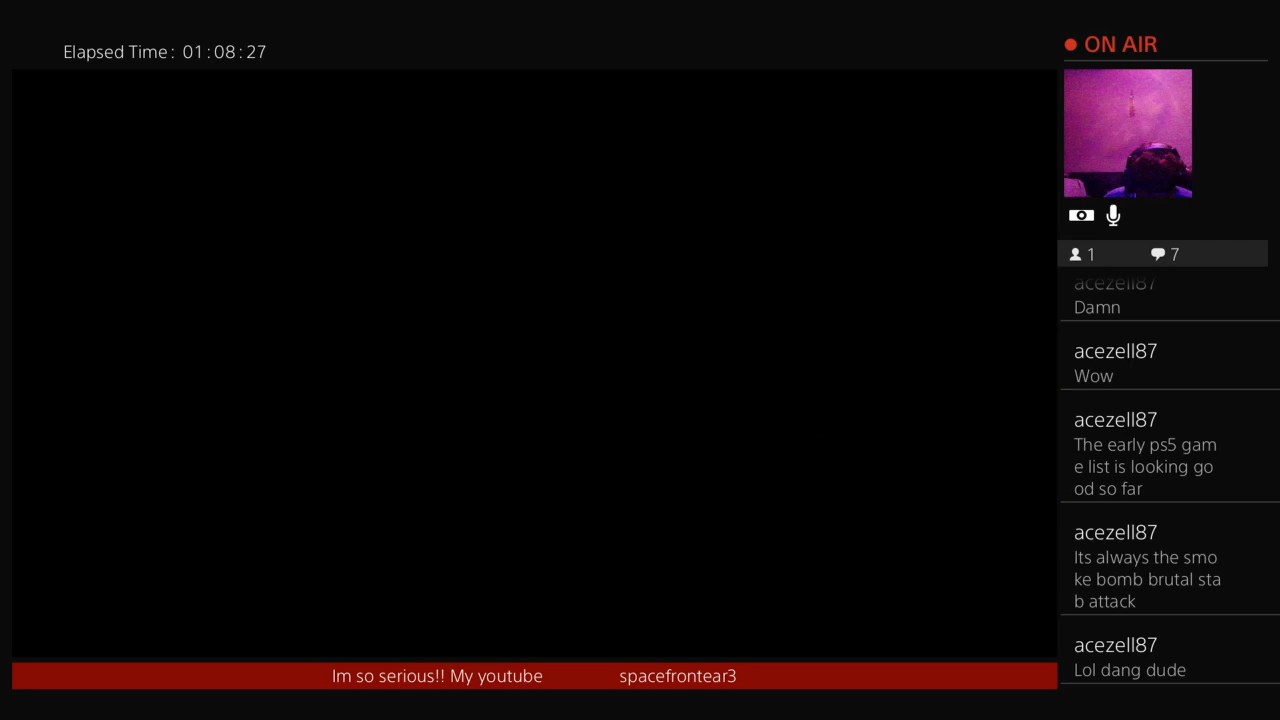 Elapsed Time: 01:08:27
ON AIR
1 7
acezell87
Damn
acezell87
Wow
acezell87
The early ps5 gam
e list is looking go
od so far
acezell87
Its always the smo
ke bomb brutal sta
b attack
acezell87
Lol dang dude
Im so serious!! My youtube spacefrontear3